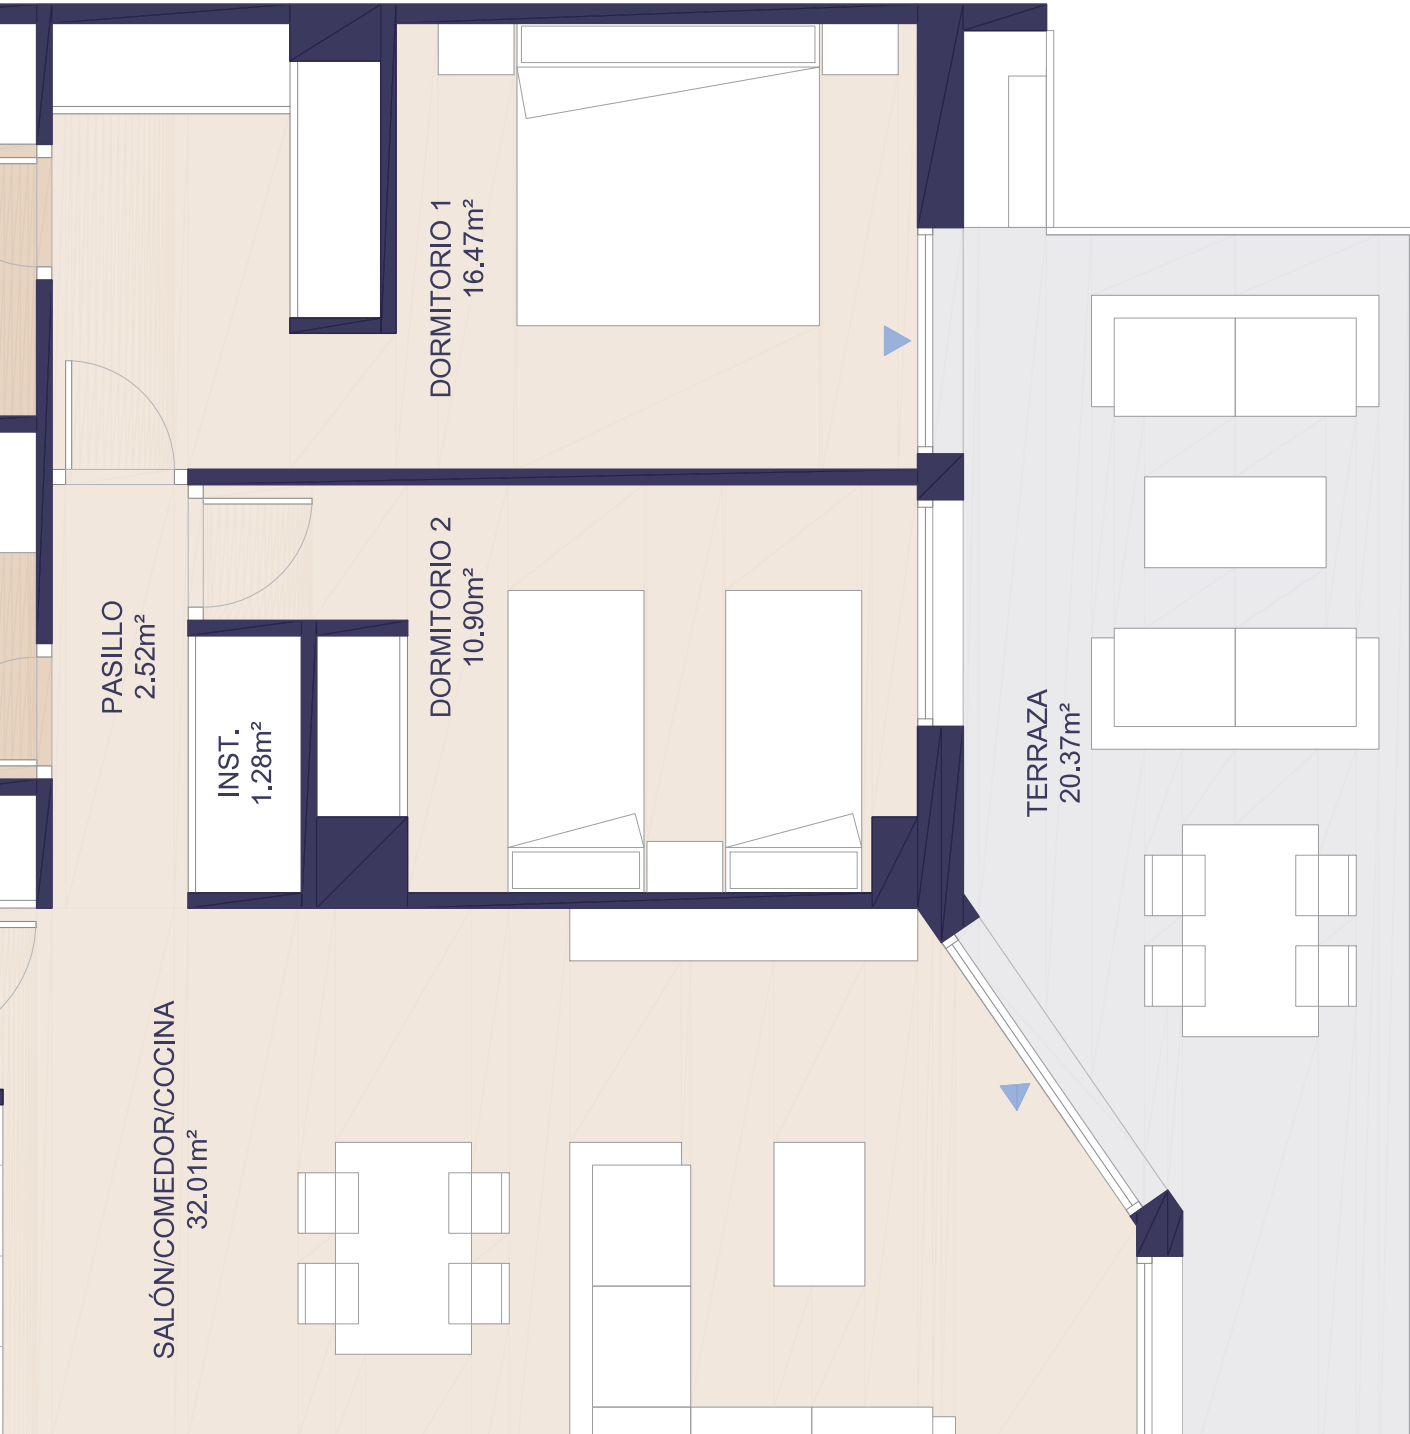 DORMITORIO 1
16.47m²
DORMITORIO 2
10.90m²
PASILLO
2.52m²
INST.
1.28m²
TERRAZA
20.37m²
SALÓN/COMEDOR/COCINA
32.01m²